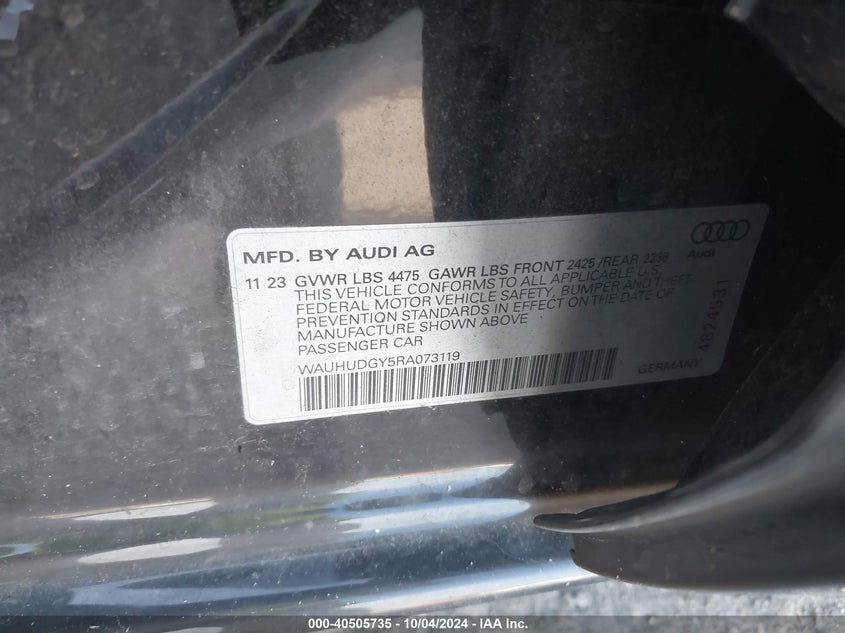 MFD. BY AUDI AG
Audi
11 23 GVWR LBS 4475 GAWR LBS FRONT 2425 /REAR 2238
THIS VEHICLE CONFORMS TO ALL APPLICABLE U.S.
FEDERAL MOTOR VEHICLE SAFETY, BUMPER AND THEFT
PREVENTION STANDARDS IN EFFECT ON THE DATE OF
MANUFACTURE SHOWN ABOVE
PASSENGER CAR
WAUHUDGY5RA073119
GERMANY
4824631
000-40505735 - 10/04/2024 - IAA Inc.